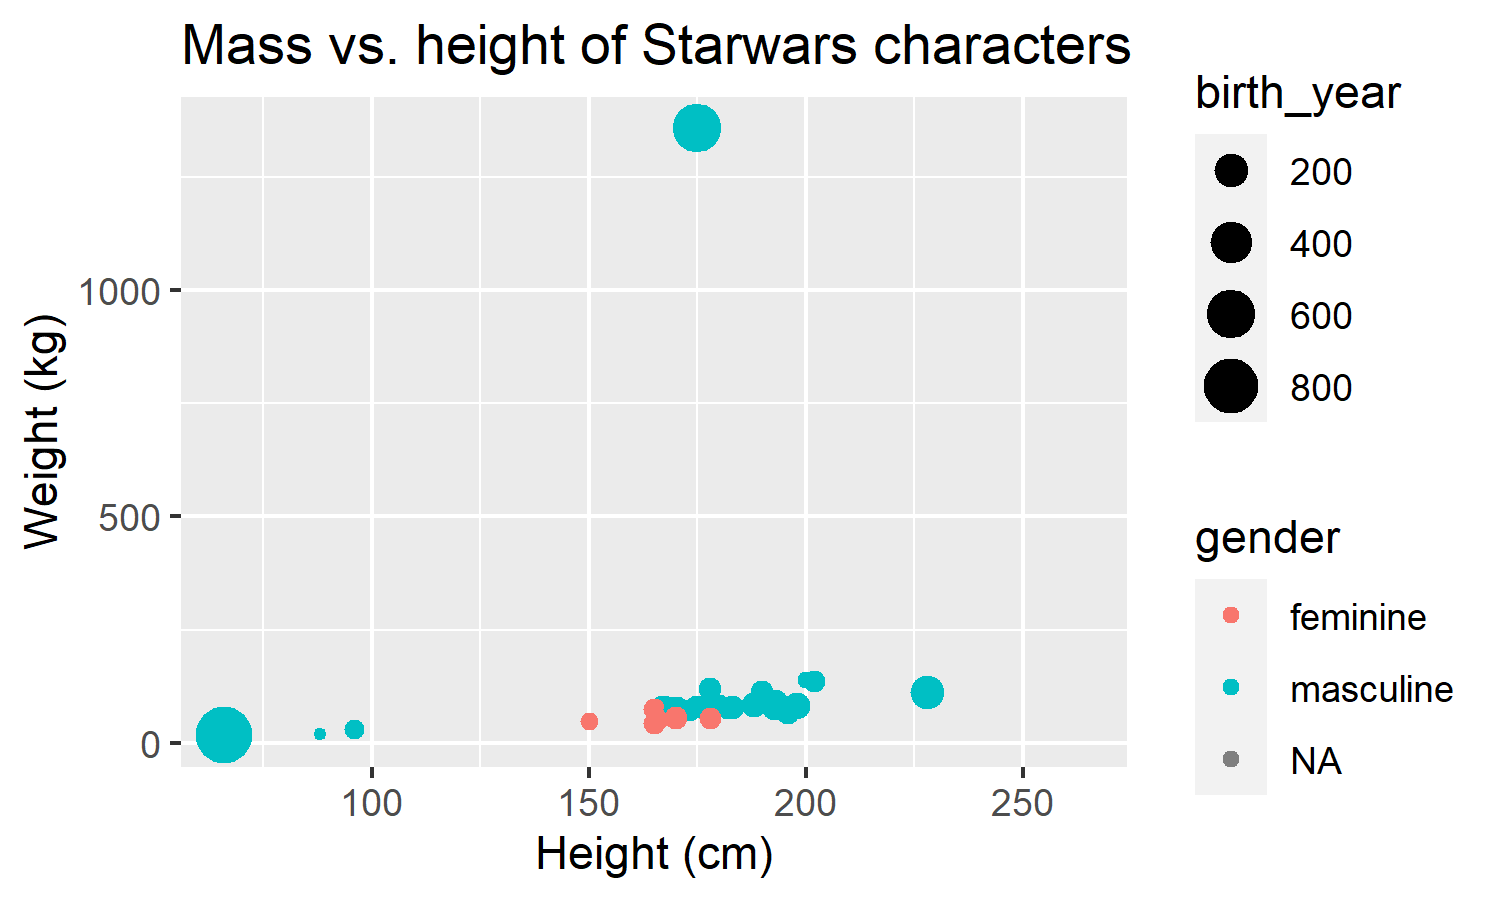 Mass vs. height of Starwars characters
birth_year
200
400
600
800
gender
feminine
masculine
NA
Weight (kg)
1000
500
0
100 150 200 250
Height (cm)